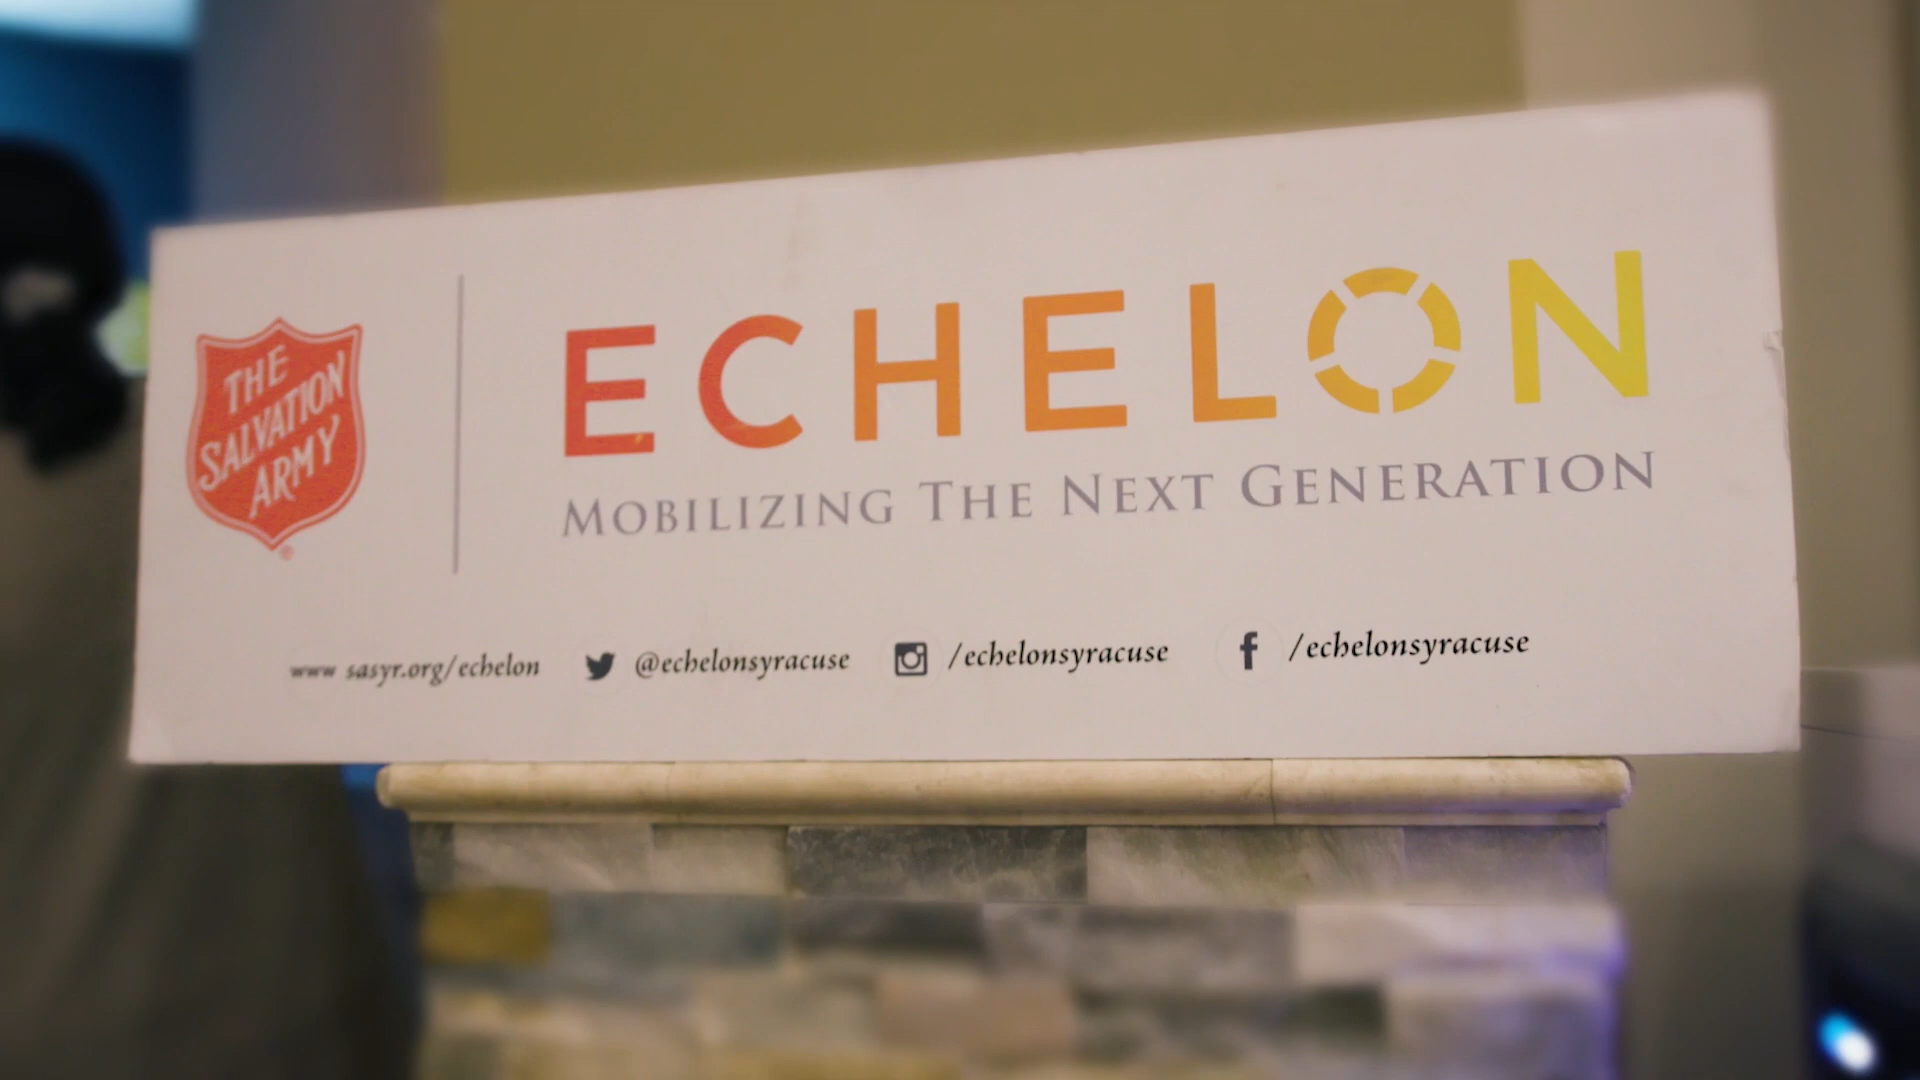 THE
SALVATION
ARMY
®
ECHELON
MOBILIZING THE NEXT GENERATION
www sasyr.org/echelon @echelonsyracuse /echelonsyracuse f /echelonsyracuse